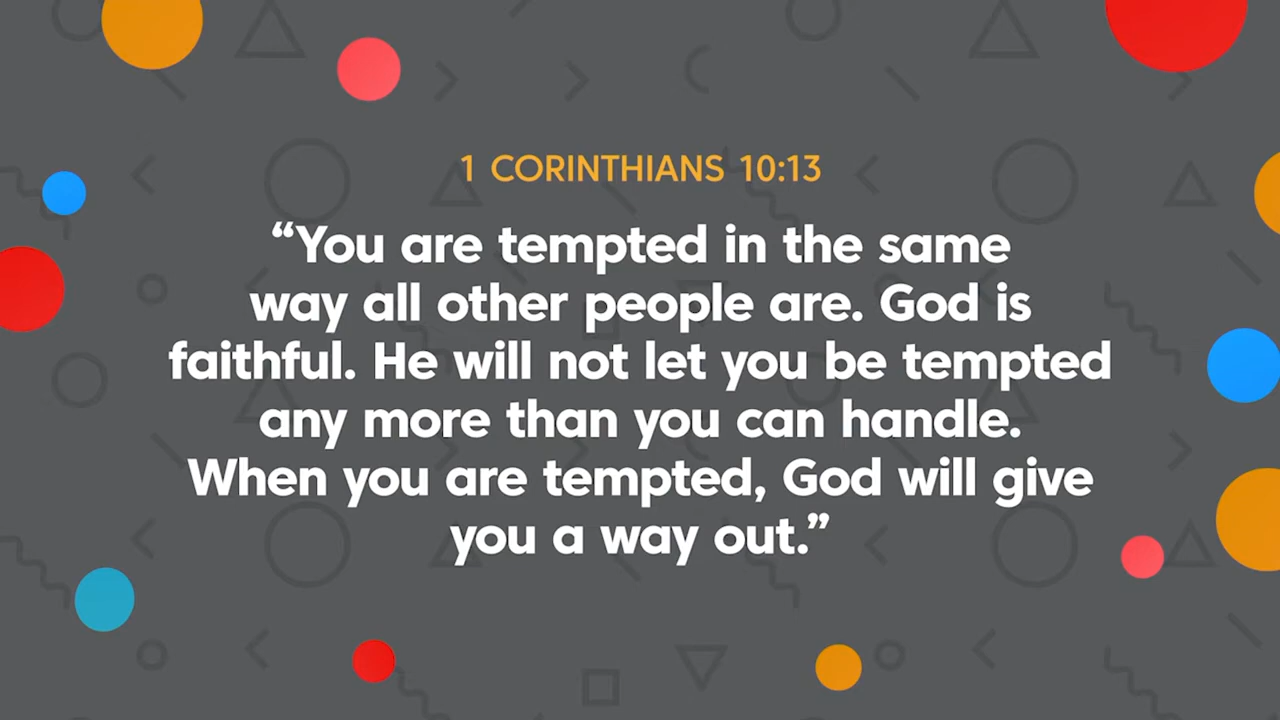 1 CORINTHIANS 10:13
“You are tempted in the same
way all other people are. God is
faithful. He will not let you be tempted
any more than you can handle.
When you are tempted, God will give
you a way out.”